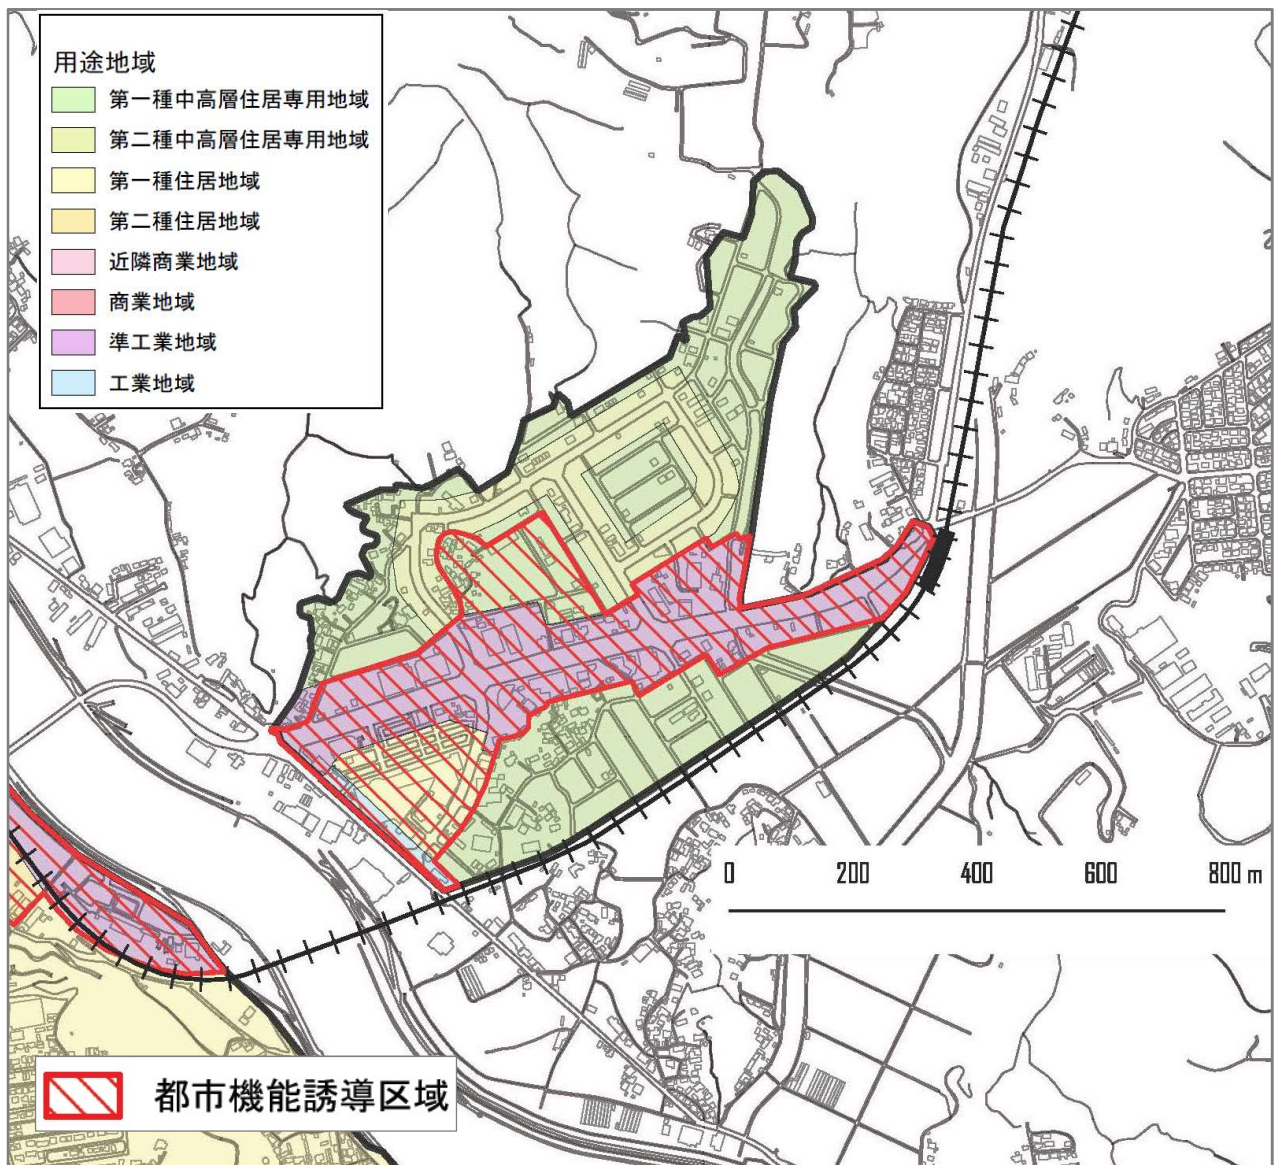 用途地域
第一種中高層住居専用地域
第二種中高層住居専用地域
第一種住居地域
第二種住居地域
近隣商業地域
商業地域
準工業地域
工業地域
0 200 400 600 800 m
都市機能誘導区域